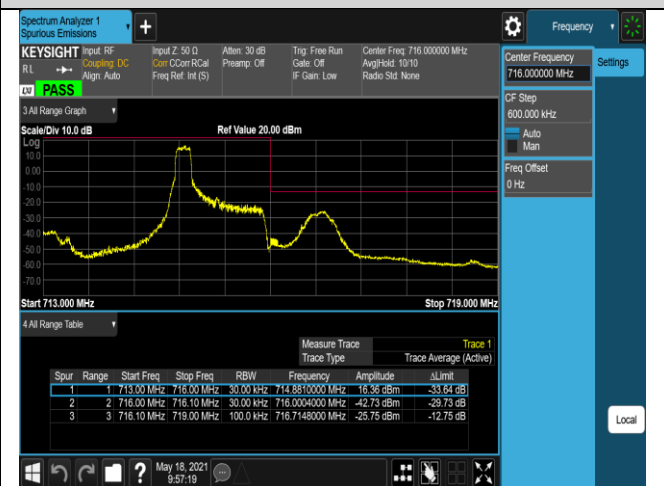 Spectrum Analyzer 1
Spurious Emissions
Frequency
KEYSIGHT Input: RF Input Z: 50 Ω Atten: 30 dB Trig: Free Run Center Freq: 716.000000 MHz
RL Coupling: DC Corr CCorr RCal Preamp: Off Gate: Off Avg|Hold: 10/10
Align: Auto Freq Ref: Int (S) IF Gain: Low Radio Std: None
LXI PASS
Center Frequency
716.000000 MHz
Settings
CF Step
600.000 kHz
Auto
Man
Freq Offset
0 Hz
3 All Range Graph
Scale/Div 10.0 dB Ref Value 20.00 dBm
Log
10.0
0.00
-10.0
-20.0
-30.0
-40.0
-50.0
-60.0
-70.0
Start 713.000 MHz Stop 719.000 MHz
4 All Range Table
Measure Trace Trace 1
Trace Type Trace Average (Active)
Spur Range Start Freq Stop Freq RBW Frequency Amplitude ΔLimit
1 1 713.00 MHz 716.00 MHz 30.00 kHz 714.8810000 MHz 16.36 dBm -33.64 dB
2 2 716.00 MHz 716.10 MHz 30.00 kHz 716.0004000 MHz -42.73 dBm -29.73 dB
3 3 716.10 MHz 719.00 MHz 100.0 kHz 716.7148000 MHz -25.75 dBm -12.75 dB
Local
May 18, 2021
9:57:19